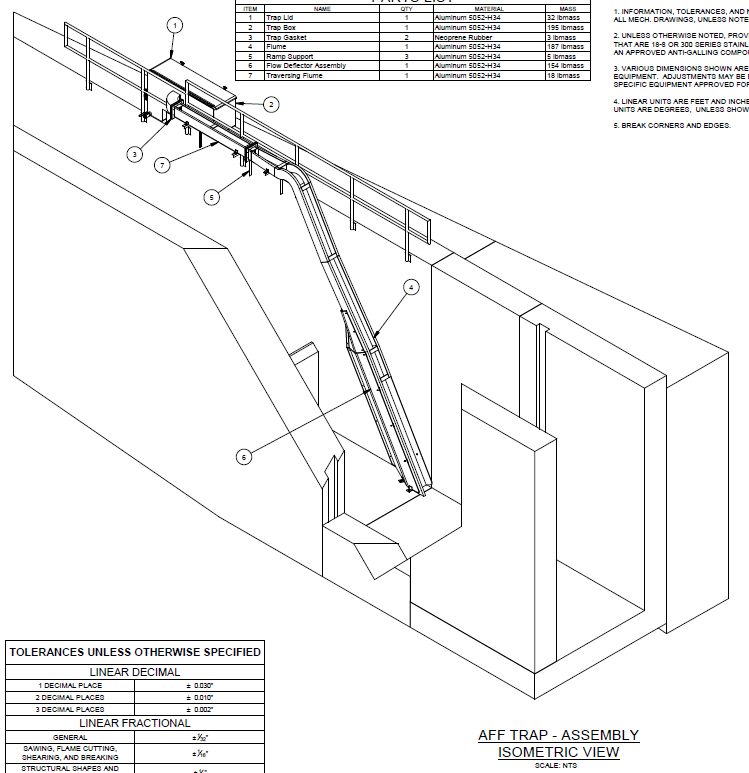 PARTS LIST
ITEM NAME QTY MATERIAL MASS
1 Trap Lid 1 Aluminum 5052-H34 32 lbmass
2 Trap Box 1 Aluminum 5052-H34 195 lbmass
3 Trap Gasket 2 Neoprene Rubber 3 lbmass
4 Flume 1 Aluminum 5052-H34 187 lbmass
5 Ramp Support 3 Aluminum 5052-H34 5 lbmass
6 Flow Deflector Assembly 1 Aluminum 5052-H34 154 lbmass
7 Traversing Flume 1 Aluminum 5052-H34 18 lbmass
1. INFORMATION, TOLERANCES, AND
ALL MECH. DRAWINGS, UNLESS NOTE
2. UNLESS OTHERWISE NOTED, PROV
THAT ARE 18-8 OR 300 SERIES STAINL
AN APPROVED ANTI-GALLING COMPO
3. VARIOUS DIMENSIONS SHOWN ARE
EQUIPMENT. ADJUSTMENTS MAY BE
SPECIFIC EQUIPMENT APPROVED FO
4. LINEAR UNITS ARE FEET AND INCHE
UNITS ARE DEGREES, UNLESS SHOW
5. BREAK CORNERS AND EDGES.
1
2
3
7
5
4
6
TOLERANCES UNLESS OTHERWISE SPECIFIED
LINEAR DECIMAL
1 DECIMAL PLACE ± 0.030"
2 DECIMAL PLACES ± 0.010"
3 DECIMAL PLACES ± 0.002"
LINEAR FRACTIONAL
GENERAL ± 1/32"
SAWING, FLAME CUTTING,
SHEARING, AND BREAKING ± 1/16"
STRUCTURAL SHAPES AND
AFF TRAP - ASSEMBLY
ISOMETRIC VIEW
SCALE: NTS